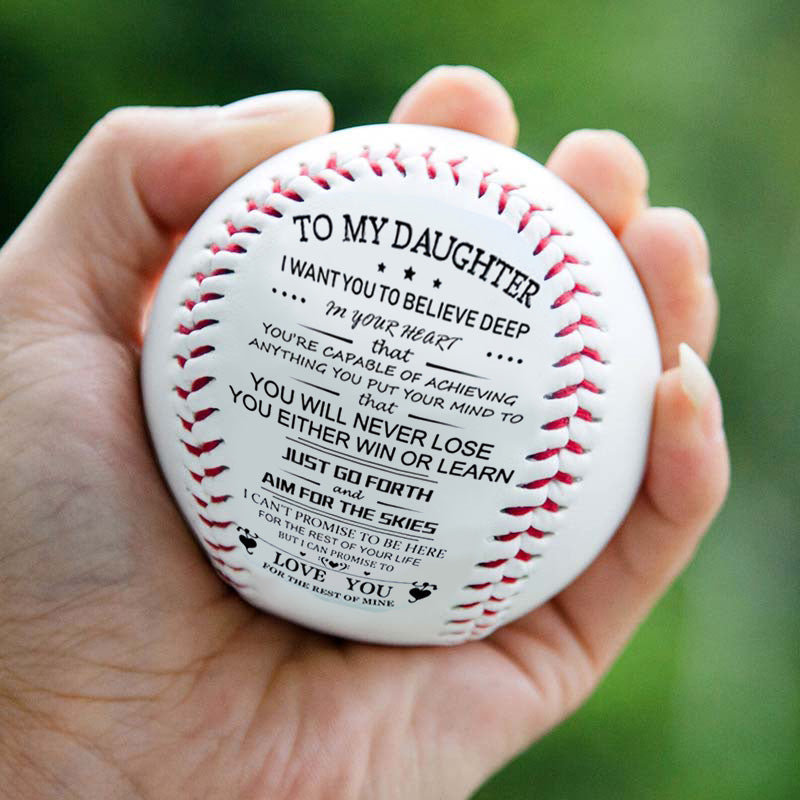 TO MY DAUGHTER
I WANT YOU TO BELIEVE DEEP
IN YOUR HEART
that
YOU'RE CAPABLE OF ACHIEVING
ANYTHING YOU PUT YOUR MIND TO
that
YOU WILL NEVER LOSE
YOU EITHER WIN OR LEARN
JUST GO FORTH
and
AIM FOR THE SKIES
I CAN'T PROMISE TO BE HERE
FOR THE REST OF YOUR LIFE
BUT I CAN PROMISE TO
LOVE YOU
FOR THE REST OF MINE